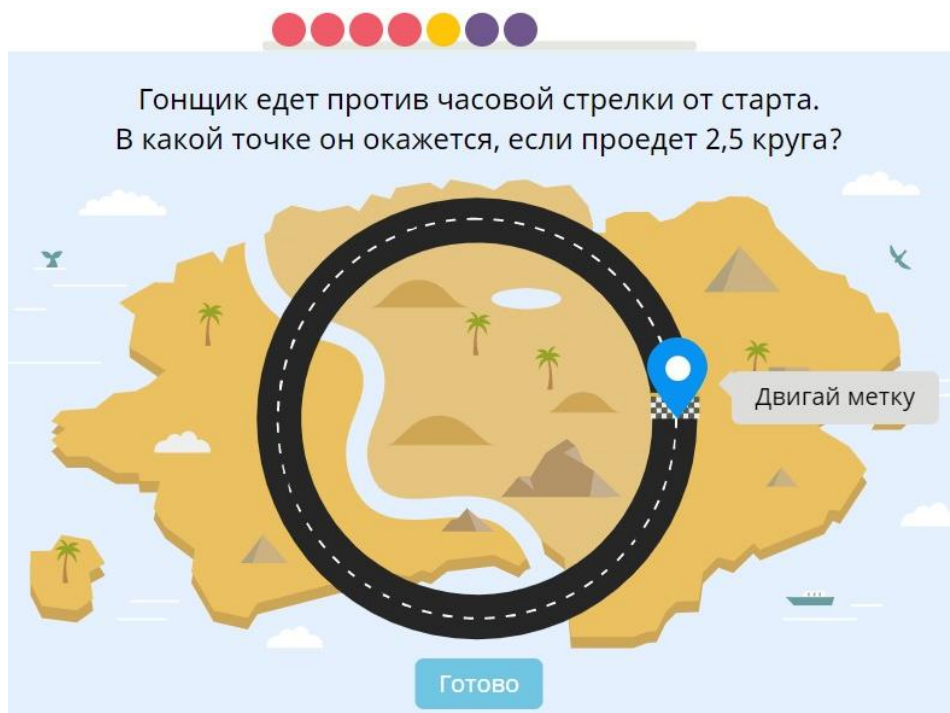 Гонщик едет против часовой стрелки от старта.
В какой точке он окажется, если проедет 2,5 круга?
Двигай метку
Готово